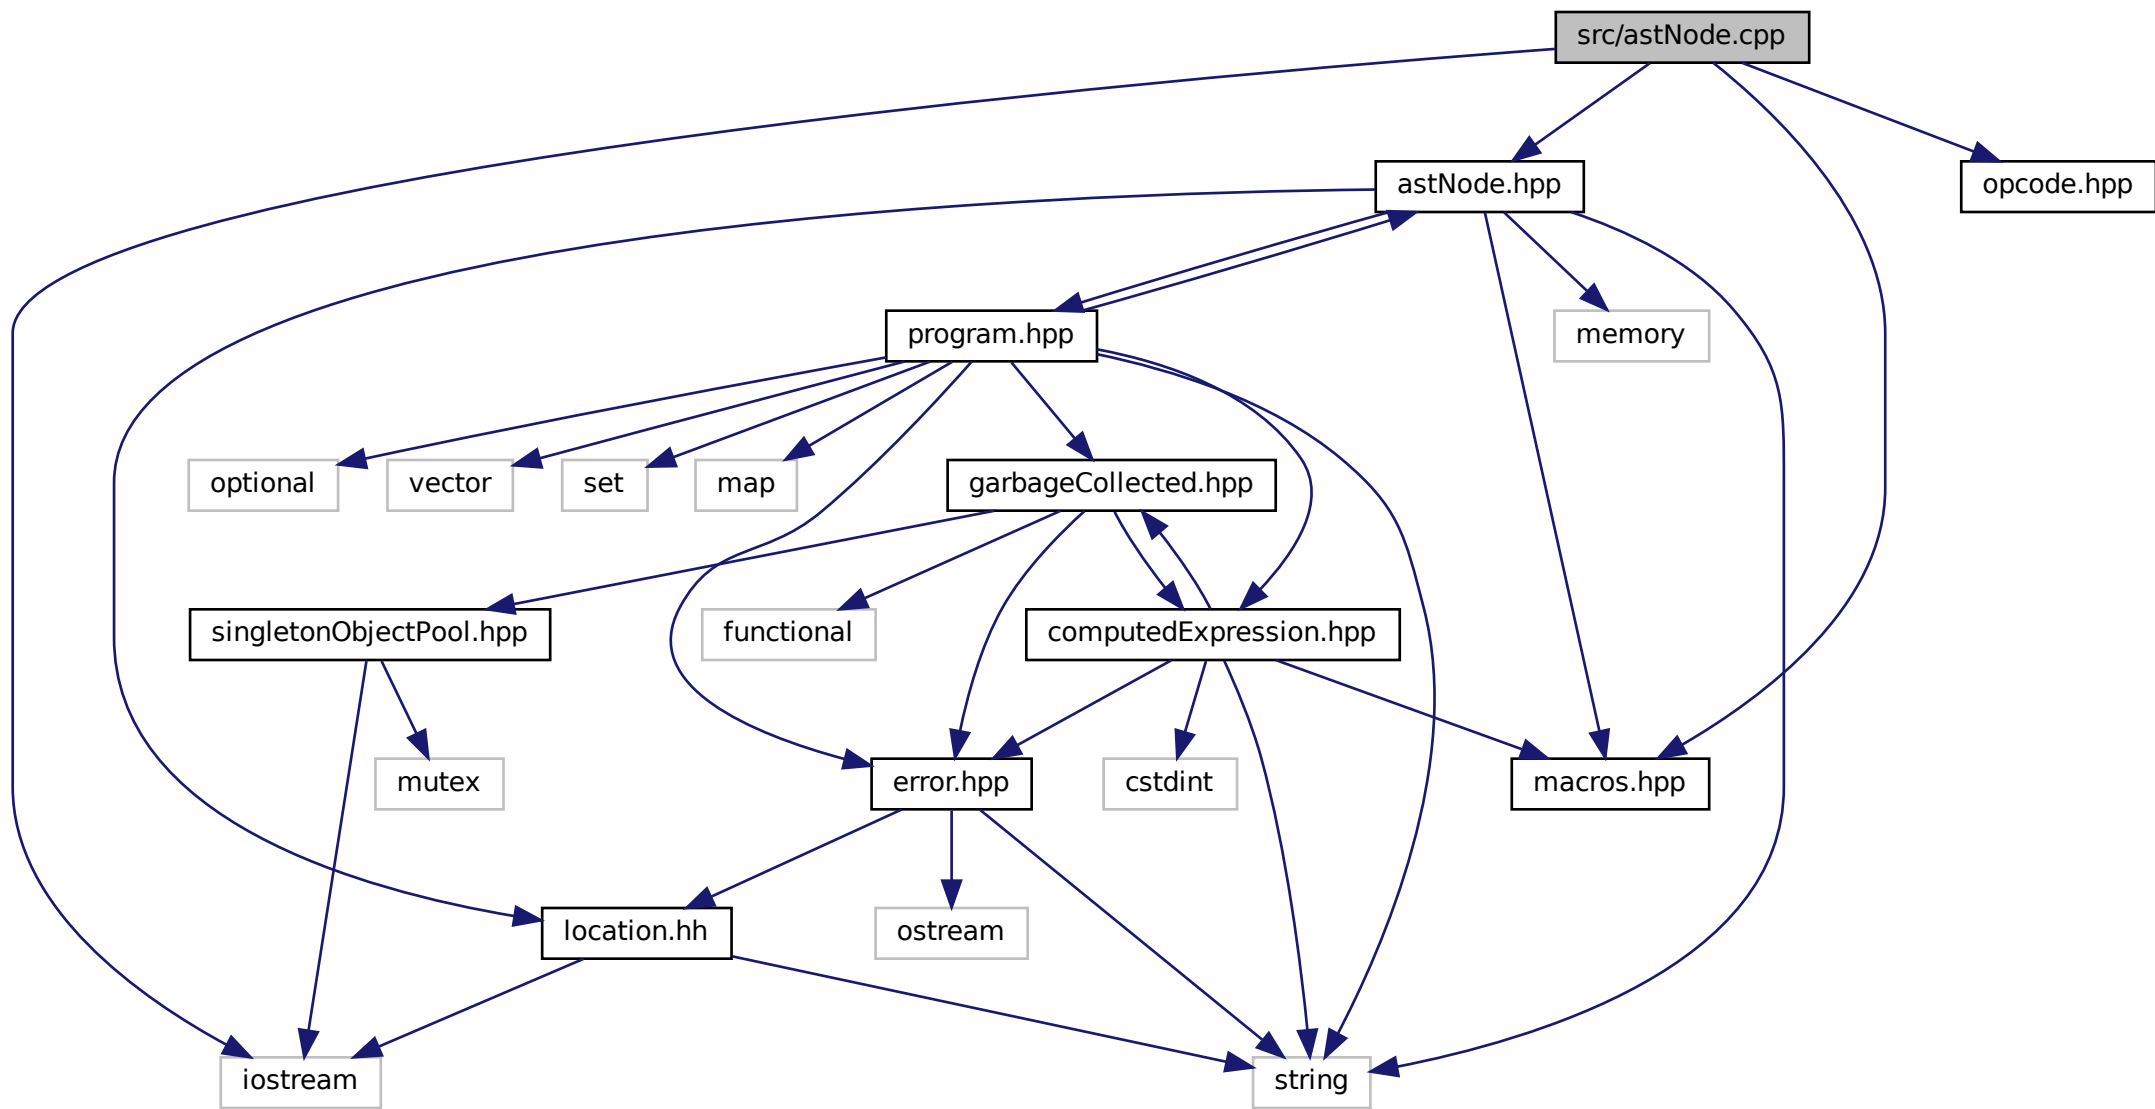 src/astNode.cpp
astNode.hpp
opcode.hpp
program.hpp
memory
optional
vector
set
map
garbageCollected.hpp
singletonObjectPool.hpp
functional
computedExpression.hpp
mutex
error.hpp
cstdint
macros.hpp
location.hh
ostream
iostream
string